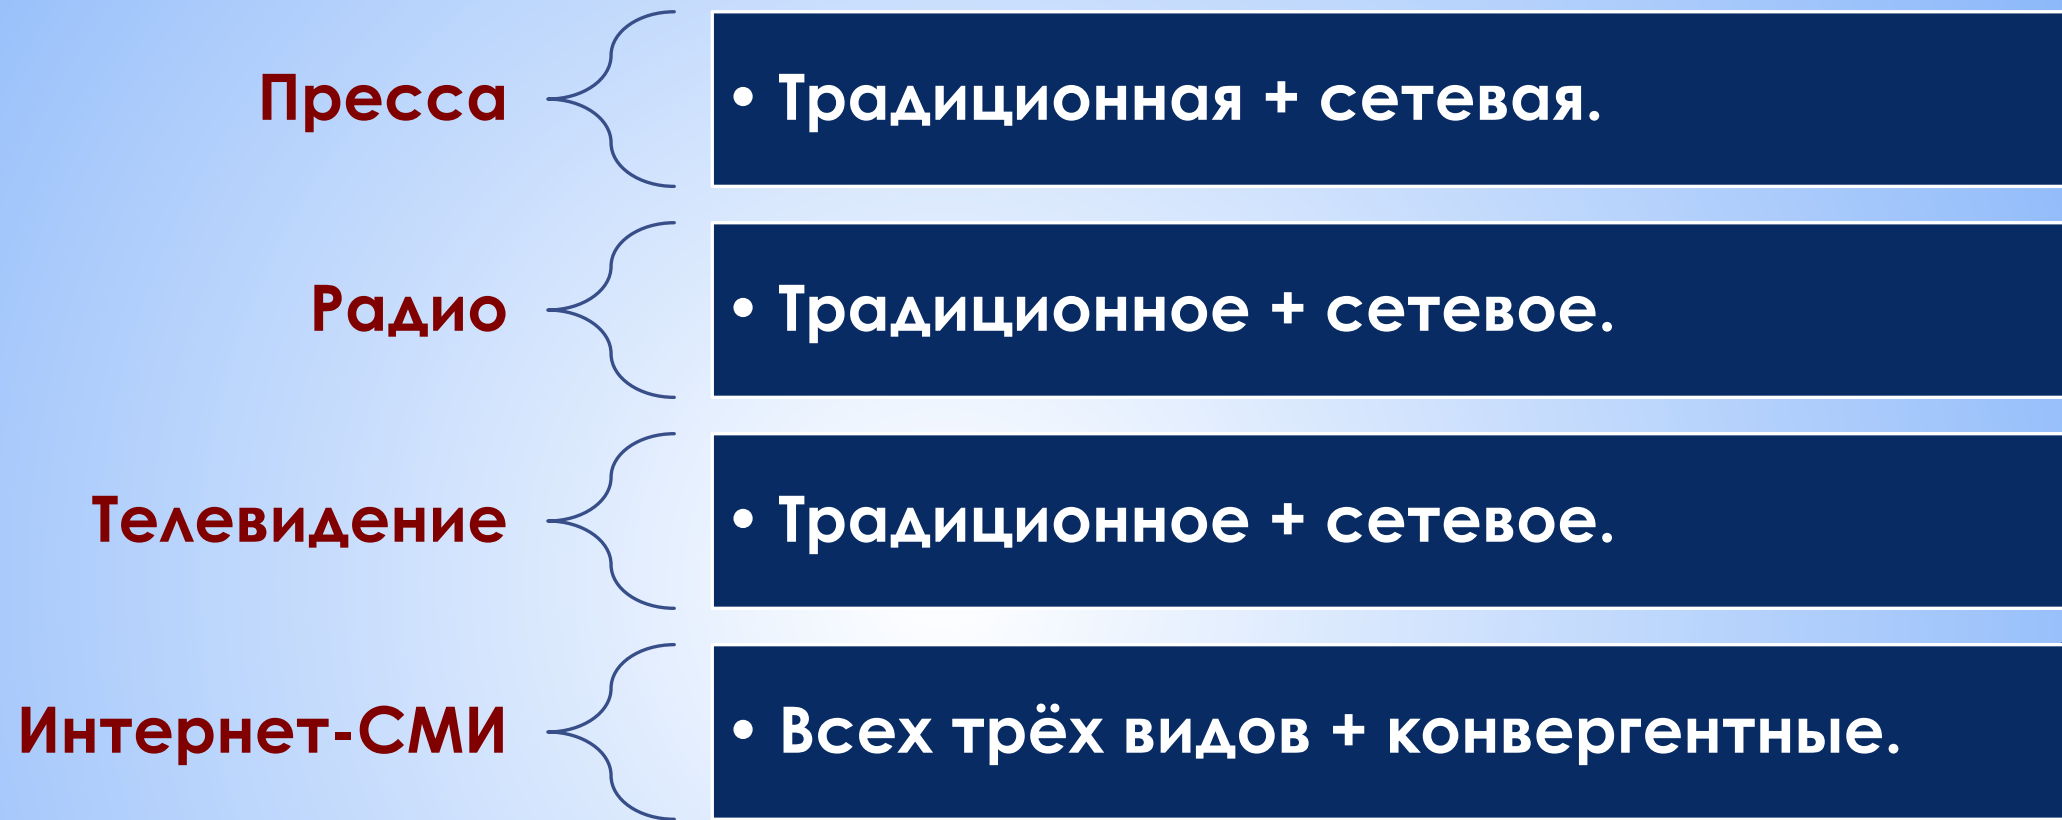 Пресса
• Традиционная + сетевая.
Радио
• Традиционное + сетевое.
Телевидение
• Традиционное + сетевое.
Интернет-СМИ
• Всех трёх видов + конвергентные.